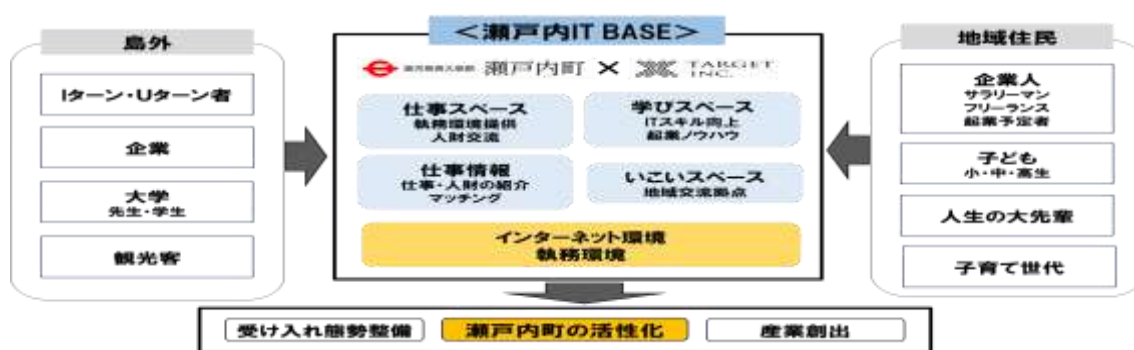 島外
Iターン・Uターン者
企業
大学
先生・学生
観光客
<瀬戸内IT BASE>
瀬戸内町 × TARGET
INC.
仕事スペース
執務環境提供
人財交流
学びスペース
ITスキル向上
起業ノウハウ
仕事情報
仕事・人財の紹介
マッチング
いこいスペース
地域交流拠点
インターネット環境
執務環境
地域住民
企業人
サラリーマン
フリーランス
起業予定者
子ども
小・中・高生
人生の大先輩
子育て世代
受け入れ態勢整備
瀬戸内町の活性化
産業創出